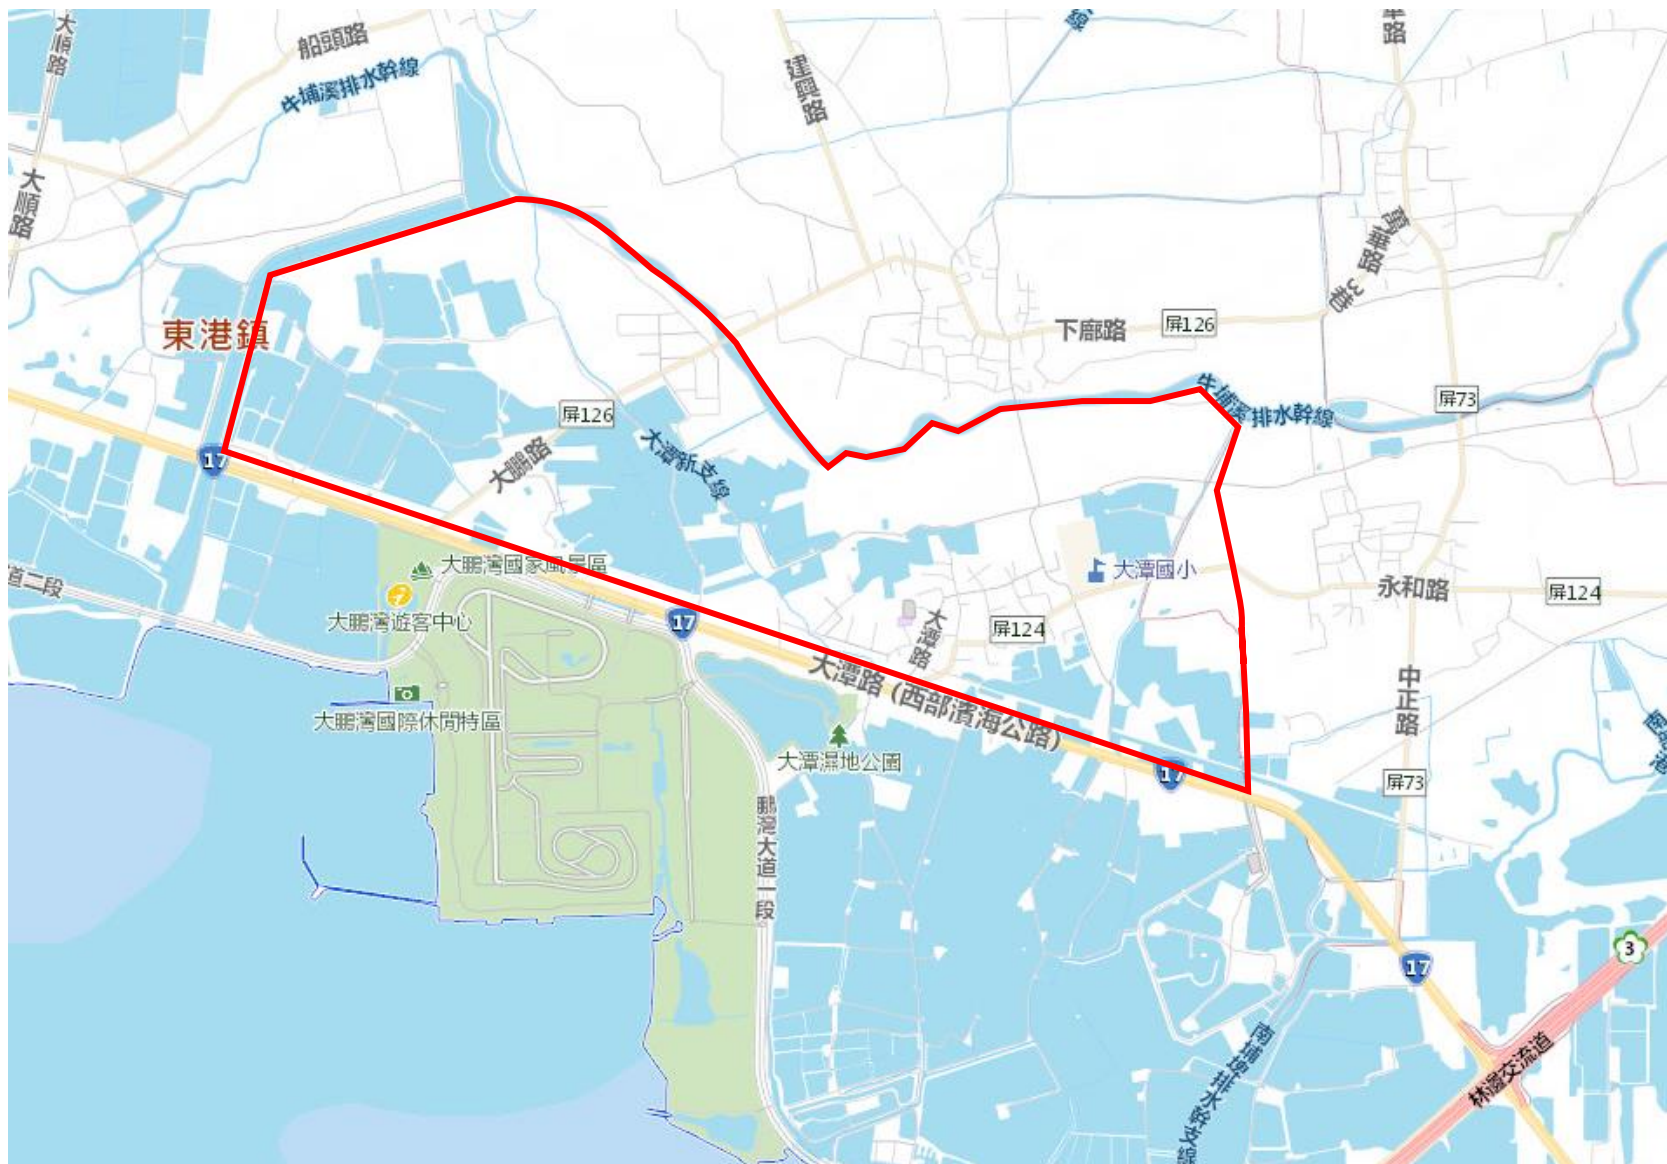 大順路
船頭路
牛埔溪排水幹線
建興路
大順路
萬華路 3巷
東港鎮
下廍路
屏126
屏73
牛埔溪排水幹線
屏126
大鵬路
大潭新支線
17
大鵬灣國家風景區
大鵬灣遊客中心
道二段
大潭國小
永和路
屏124
屏124
大潭路
17
大潭路 (西部濱海公路)
中正路
大鵬灣國際休閒特區
大潭濕地公園
17
屏73
鵬灣大道一段
3
17
林邊交流道
南埔埤排水幹支線